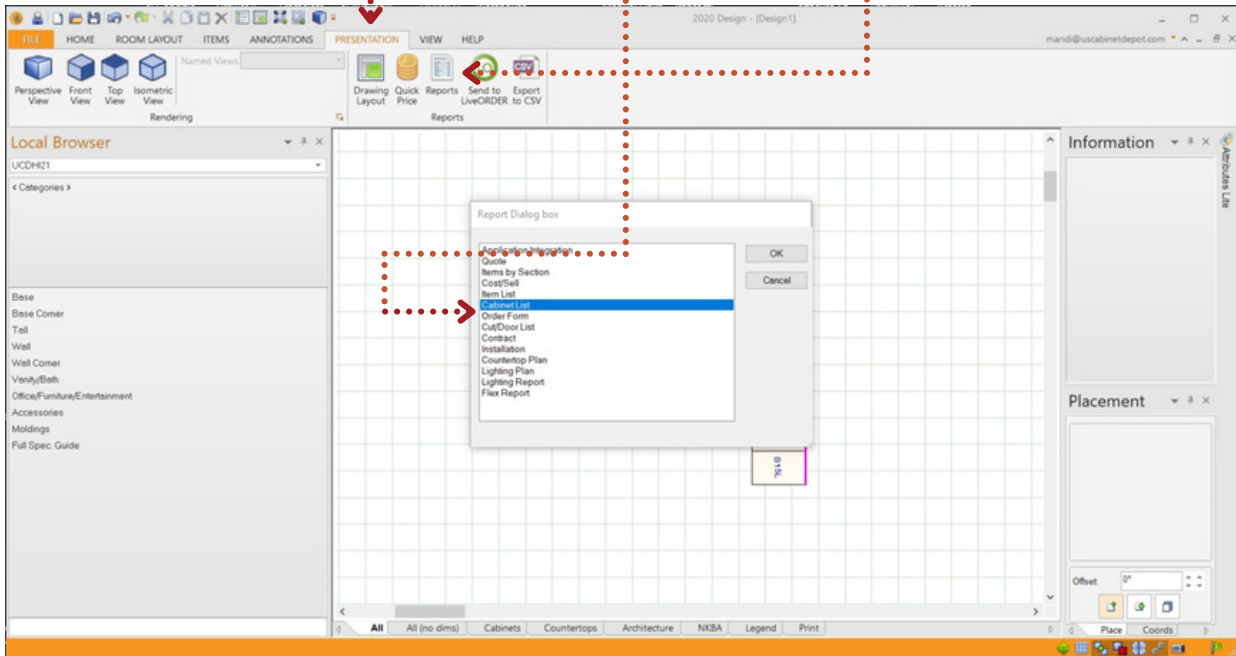 2020 Design - [Design1]
FILE HOME ROOM LAYOUT ITEMS ANNOTATIONS PRESENTATION VIEW HELP
mandi@uscabinetdepot.com
Named Views
Perspective View
Front View
Top View
Isometric View
Drawing Layout
Quick Price
Reports
Send to LiveORDER
CSV
Export to CSV
Rendering
Reports
Local Browser
UCDHI21
< Categories >
Base
Base Corner
Tall
Wall
Wall Corner
Vanity/Bath
Office/Furniture/Entertainment
Accessories
Moldings
Full Spec. Guide
Report Dialog box
Application Integration
Quote
Items by Section
Cost/Sell
Item List
Cabinet List
Order Form
Cut/Door List
Contract
Installation
Countertop Plan
Lighting Plan
Lighting Report
Flex Report
OK
Cancel
B15L
All All (no dims) Cabinets Countertops Architecture NKBA Legend Print
Information
Attributes Lite
Placement
Offset: 0"
Place Coords